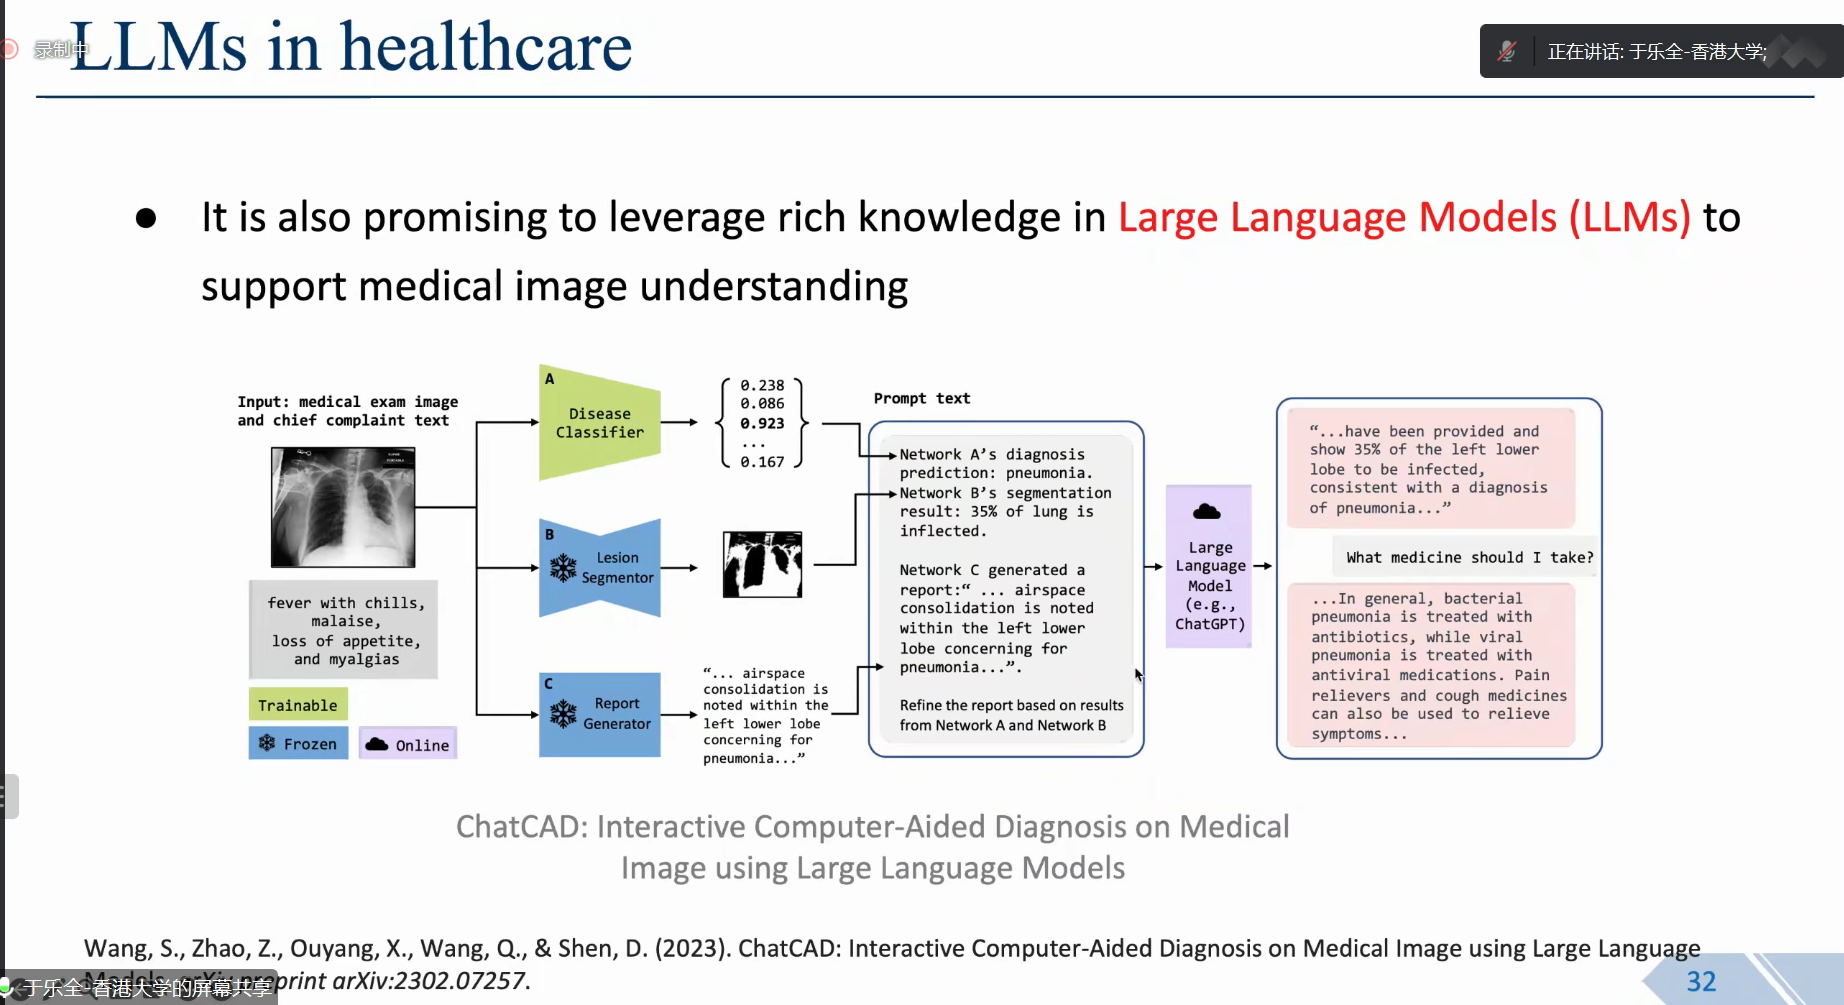 LLMs in healthcare
录制中
正在讲话: 于乐全-香港大学;
● It is also promising to leverage rich knowledge in Large Language Models (LLMs) to
support medical image understanding
Input: medical exam image
and chief complaint text
fever with chills,
malaise,
loss of appetite,
and myalgias
Trainable
Frozen
Online
A
Disease
Classifier
B
Lesion
Segmentor
C
Report
Generator
0.238
0.086
0.923
...
0.167
“... airspace
consolidation is
noted within the
left lower lobe
concerning for
pneumonia...”
Prompt text
Network A’s diagnosis
prediction: pneumonia.
Network B’s segmentation
result: 35% of lung is
inflected.
Network C generated a
report:“ ... airspace
consolidation is noted
within the left lower
lobe concerning for
pneumonia...”.
Refine the report based on results
from Network A and Network B
Large
Language
Model
(e.g.,
ChatGPT)
“...have been provided and
show 35% of the left lower
lobe to be infected,
consistent with a diagnosis
of pneumonia...”
What medicine should I take?
...In general, bacterial
pneumonia is treated with
antibiotics, while viral
pneumonia is treated with
antiviral medications. Pain
relievers and cough medicines
can also be used to relieve
symptoms...
ChatCAD: Interactive Computer-Aided Diagnosis on Medical
Image using Large Language Models
Wang, S., Zhao, Z., Ouyang, X., Wang, Q., & Shen, D. (2023). ChatCAD: Interactive Computer-Aided Diagnosis on Medical Image using Large Language
Models. arXiv preprint arXiv:2302.07257.
于乐全-香港大学的屏幕共享
32